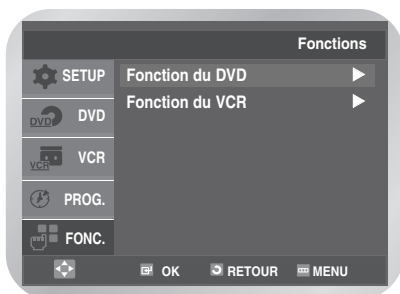 Fonctions
SETUP
Fonction du DVD
Fonction du VCR
DVD DVD
VCR VCR
PROG.
FONC.
OK RETOUR MENU